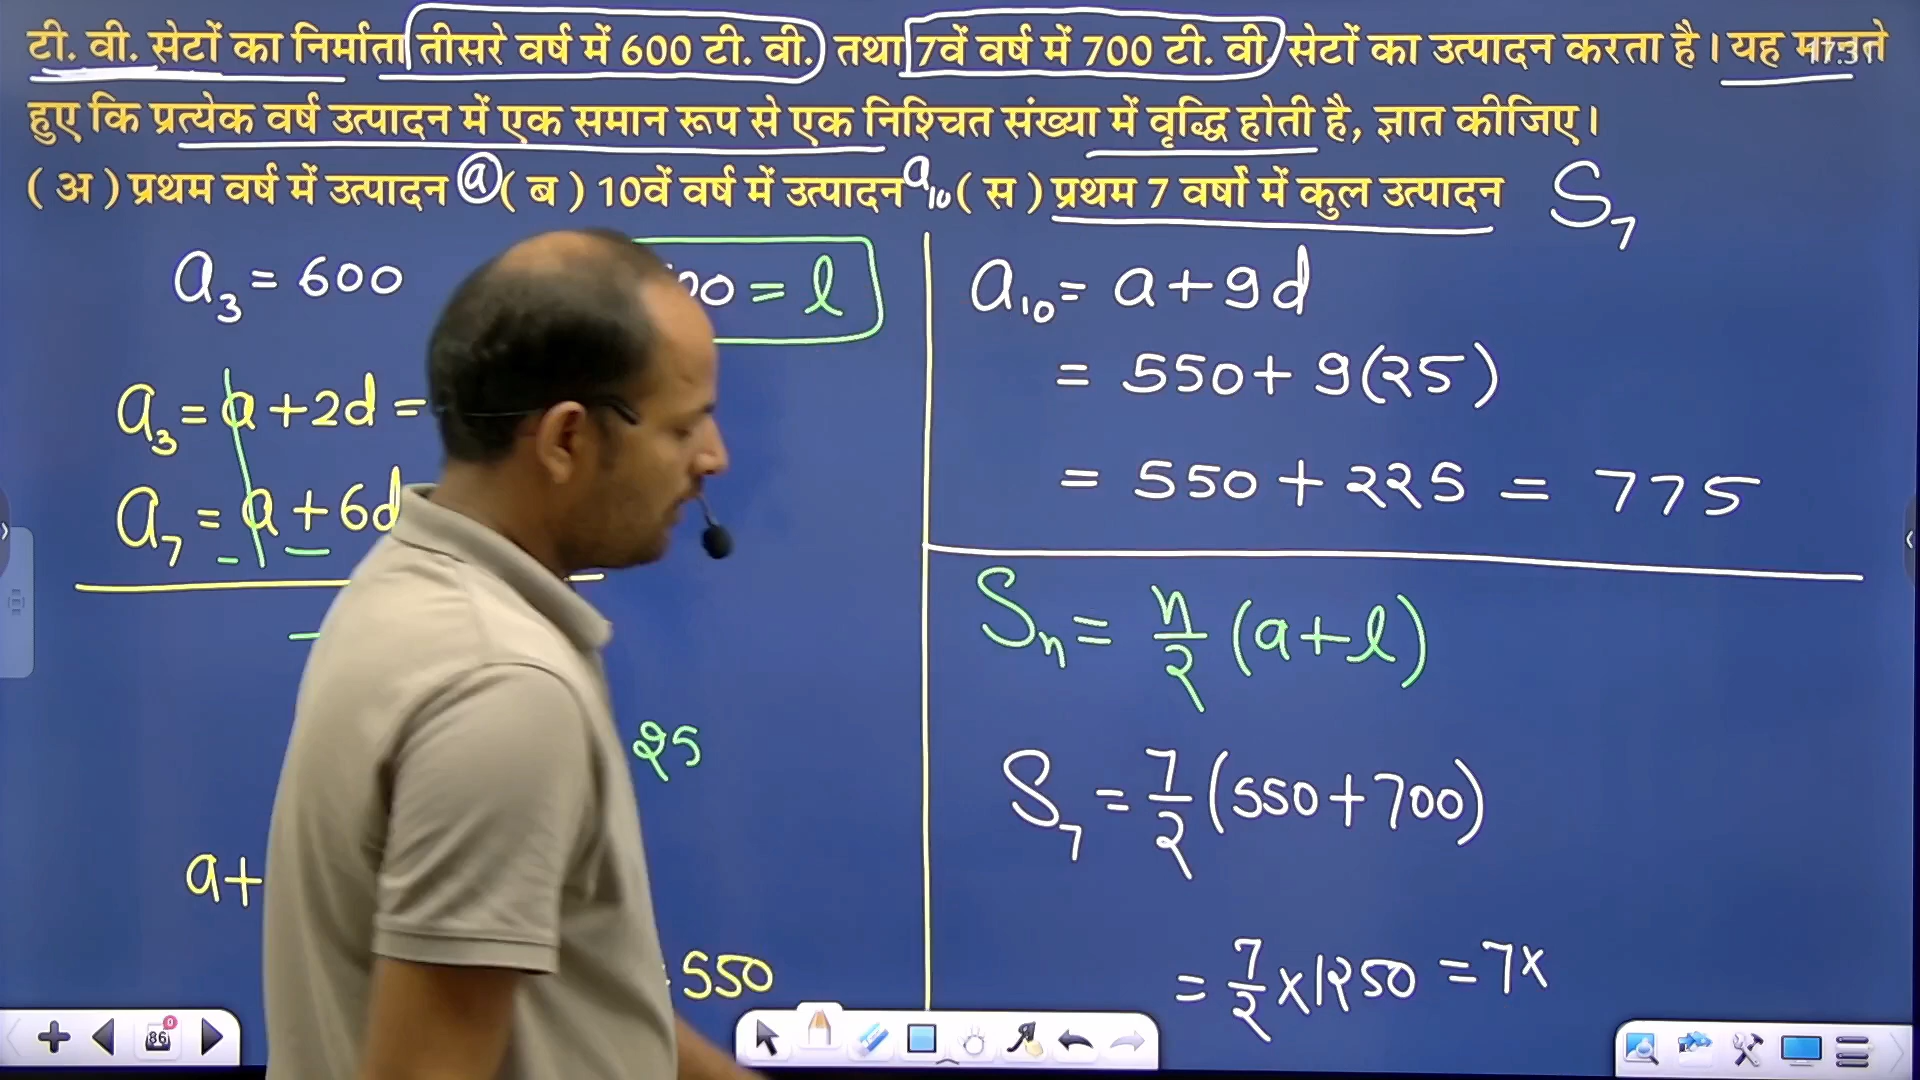 टी. वी. सेटों का निर्माता तीसरे वर्ष में 600 टी. वी. तथा 7वें वर्ष में 700 टी. वी. सेटों का उत्पादन करता है। यह मानते
हुए कि प्रत्येक वर्ष उत्पादन में एक समान रूप से एक निश्चित संख्या में वृद्धि होती है, ज्ञात कीजिए।
( अ ) प्रथम वर्ष में उत्पादन a ( ब ) 10वें वर्ष में उत्पादन a₁₀ ( स ) प्रथम 7 वर्षो में कुल उत्पादन S₇
a₃ = 600
00 = l
a₃ = a + 2d =
a₇ = a + 6d
- -
25
a+
550
a₁₀ = a + 9d
= 550 + 9(25)
= 550 + 225 = 775
Sₙ = n/2 (a + l)
S₇ = 7/2 (550 + 700)
= 7/2 x 1250 = 7x
86
0